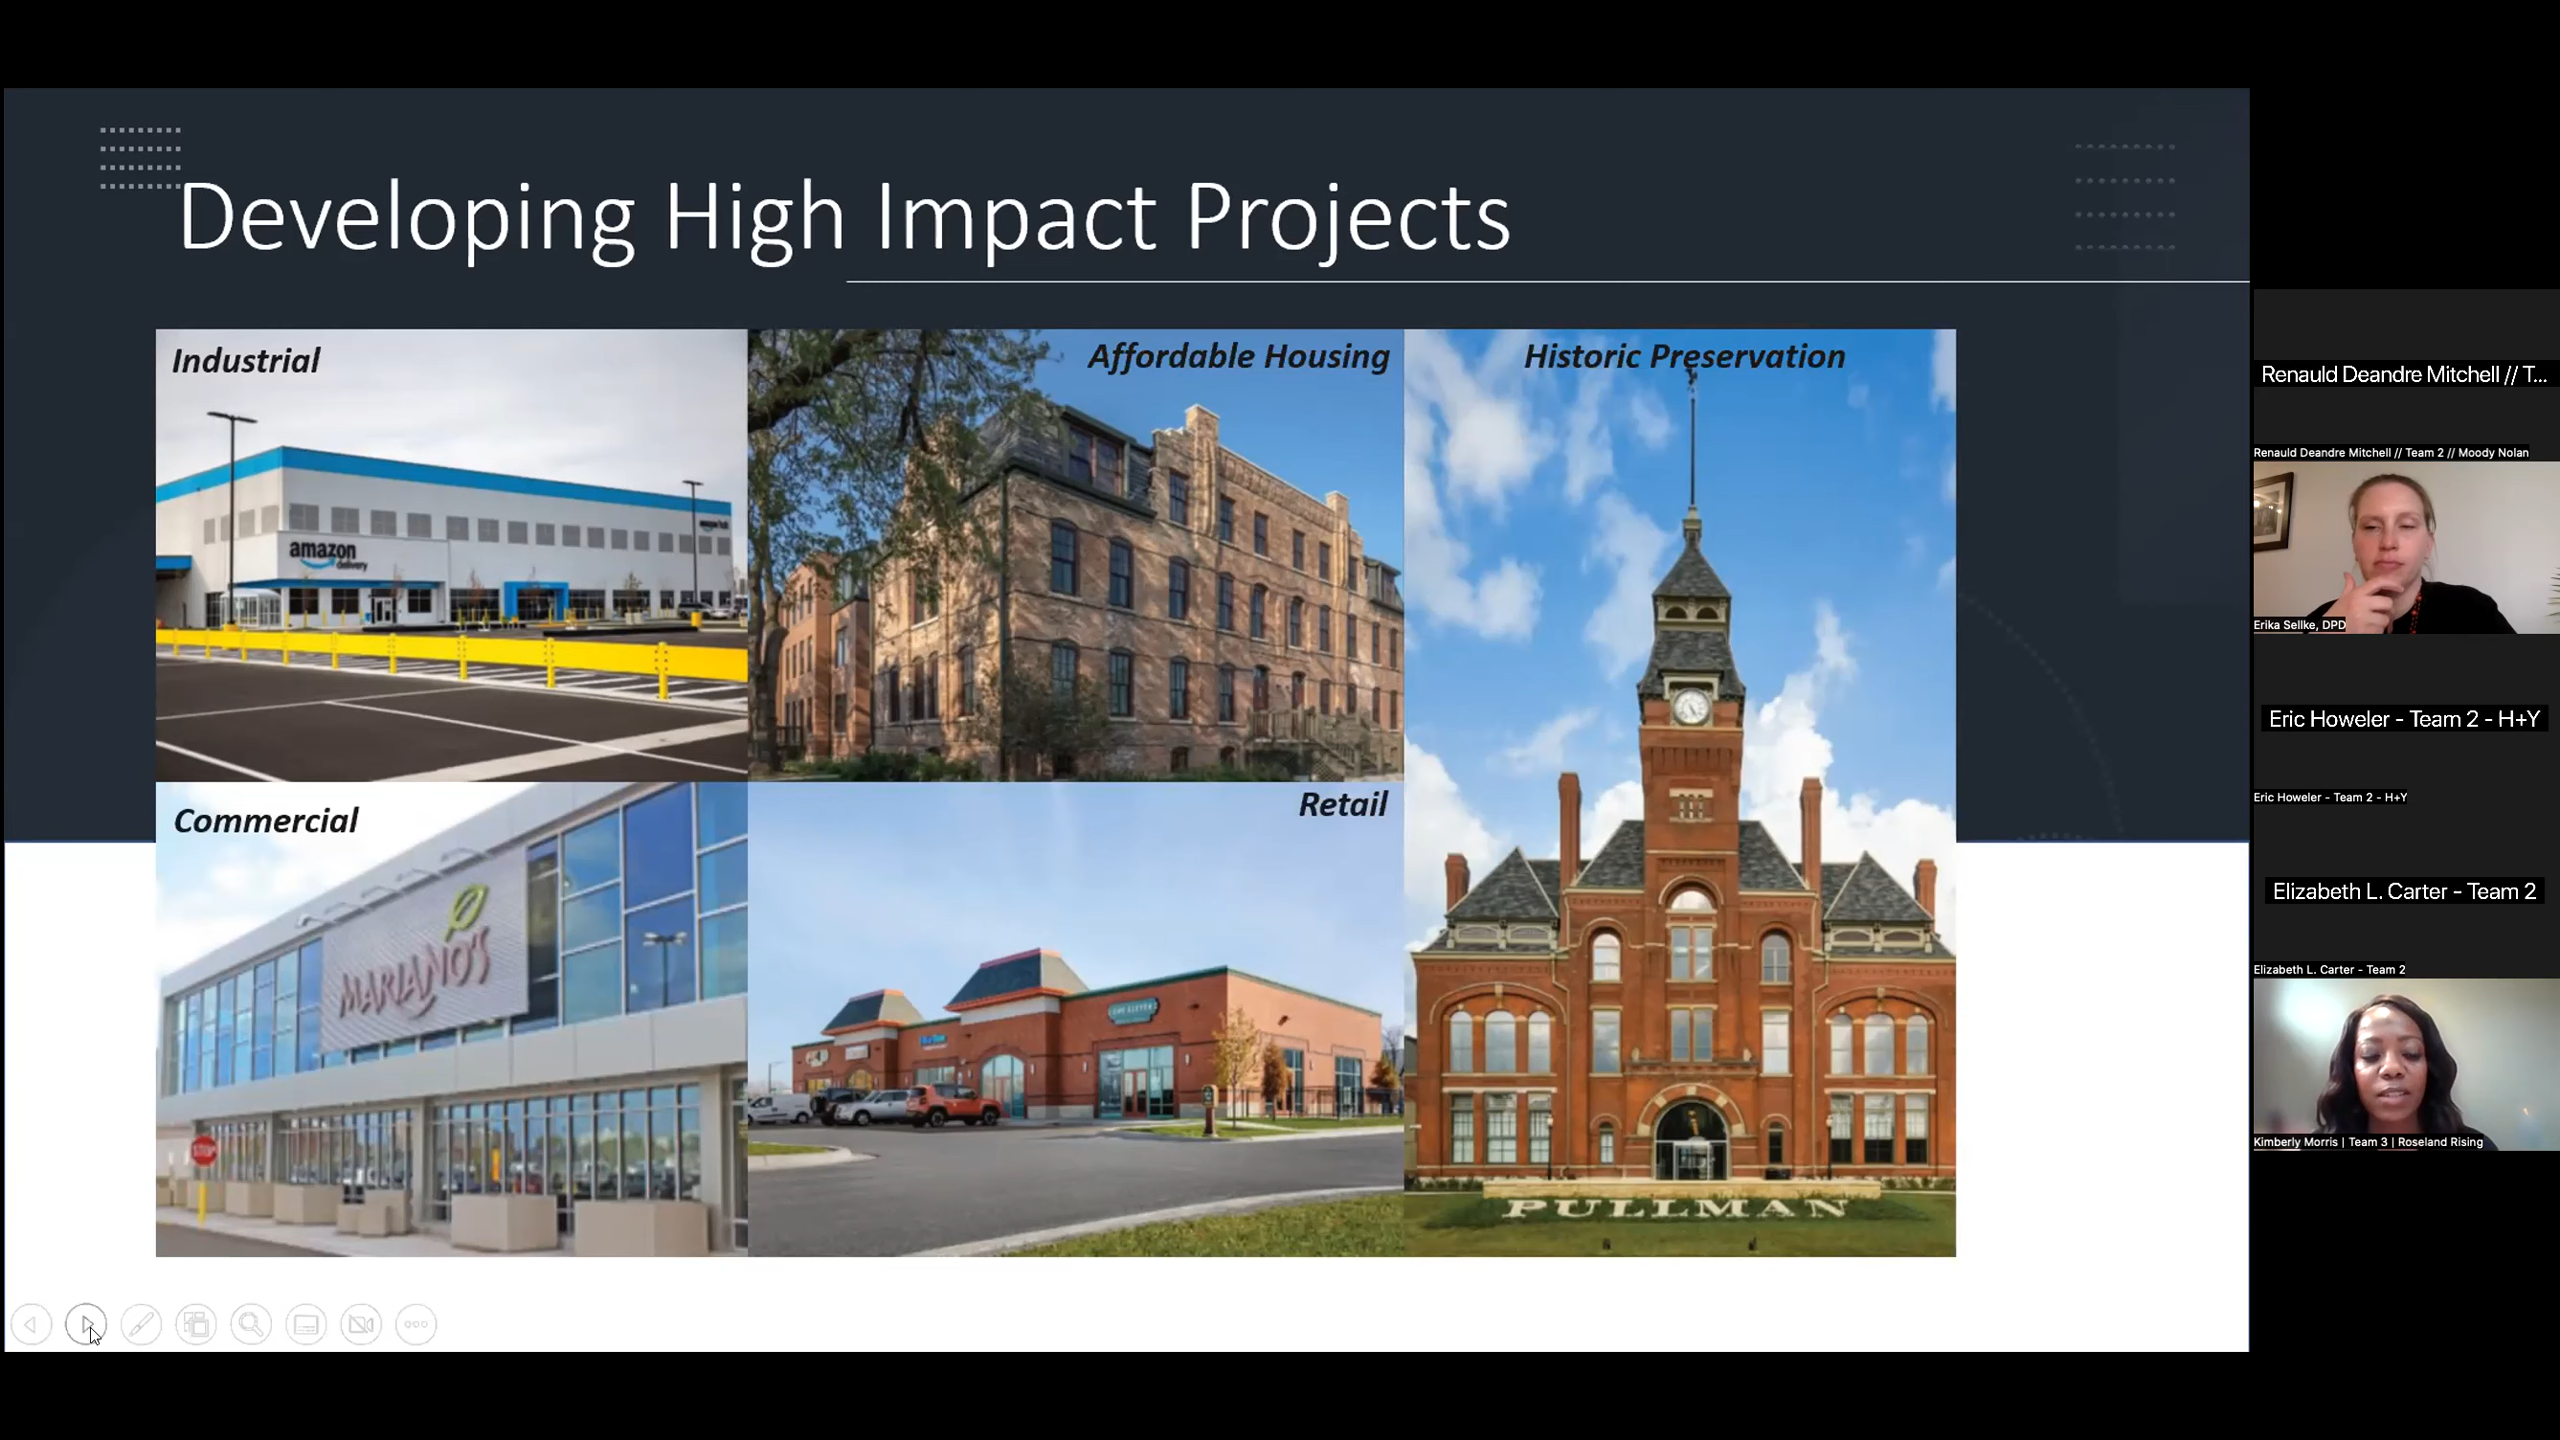 Developing High Impact Projects
Industrial
Affordable Housing
Historic Preservation
amazon
delivery
Commercial
Retail
MARIANO'S
STOP
PULLMAN
Renauld Deandre Mitchell // T...
Renauld Deandre Mitchell // Team 2 // Moody Nolan
Erika Sellke, DPD
Eric Howeler - Team 2 - H+Y
Eric Howeler - Team 2 - H+Y
Elizabeth L. Carter - Team 2
Elizabeth L. Carter - Team 2
Kimberly Morris | Team 3 | Roseland Rising